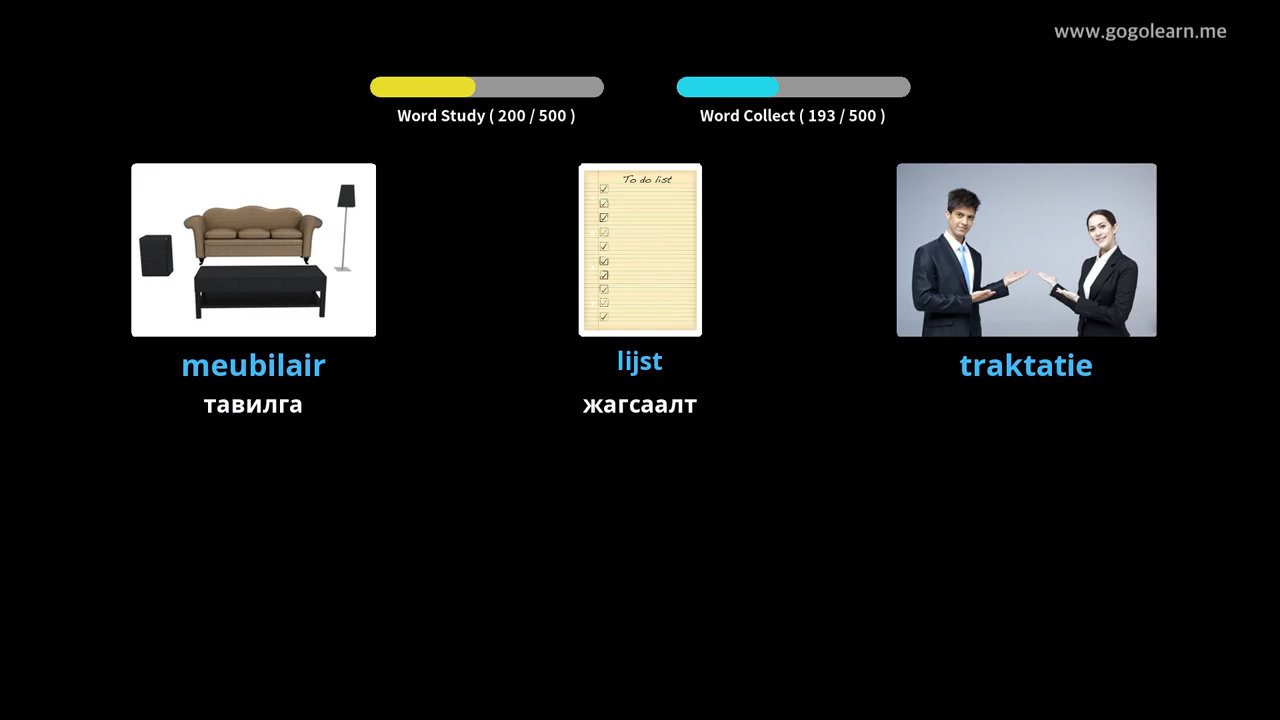 www.gogolearn.me
Word Study ( 200 / 500 )
Word Collect ( 193 / 500 )
To do list
meubilair
lijst
traktatie
тавилга
жагсаалт